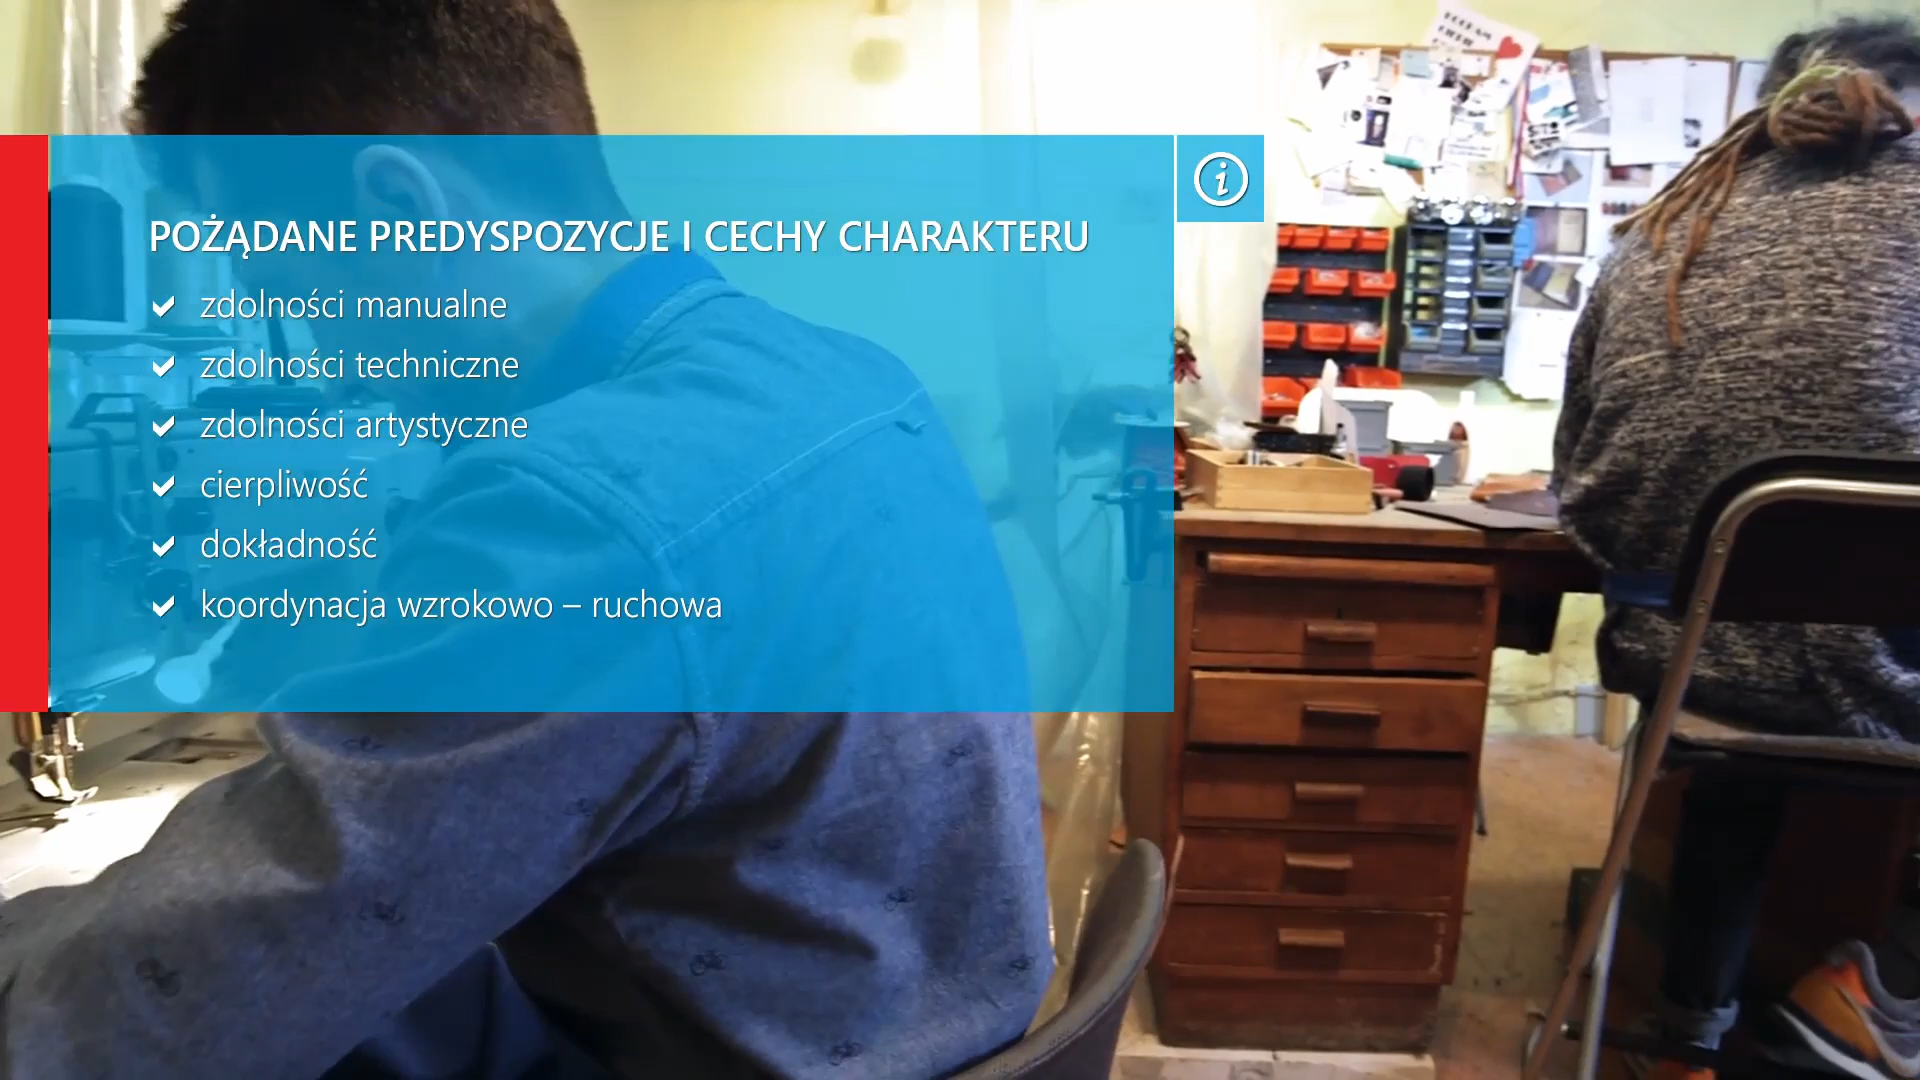 POŻĄDANE PREDYSPOZYCJE I CECHY CHARAKTERU
zdolności manualne
zdolności techniczne
zdolności artystyczne
cierpliwość
dokładność
koordynacja wzrokowo – ruchowa